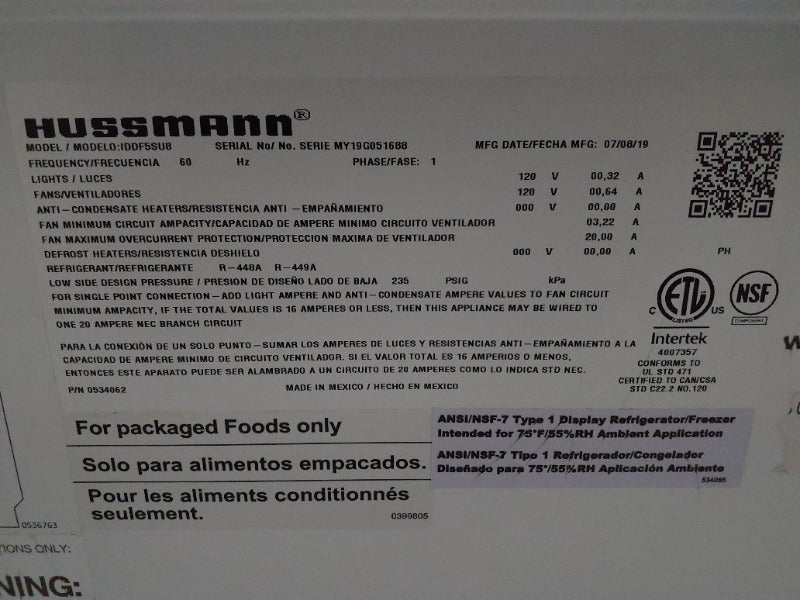 HUSSMANN®
MODEL / MODELO:IDDF5SU8 SERIAL No/ No. SERIE MY19G051688 MFG DATE/FECHA MFG: 07/08/19
FREQUENCY/FRECUENCIA 60 Hz PHASE/FASE: 1
LIGHTS / LUCES 120 V 00,32 A
FANS/VENTILADORES 120 V 00,64 A
ANTI-CONDENSATE HEATERS/RESISTENCIA ANTI-EMPAÑAMIENTO 000 V 00,00 A
FAN MINIMUM CIRCUIT AMPACITY/CAPACIDAD DE AMPERE MINIMO CIRCUITO VENTILADOR 03,22 A
FAN MAXIMUM OVERCURRENT PROTECTION/PROTECCION MAXIMA DE VENTILADOR 20,00 A
DEFROST HEATERS/RESISTENCIA DESHIELO 000 V 00,00 A PH
REFRIGERANT/REFRIGERANTE R-448A R-449A
LOW SIDE DESIGN PRESSURE / PRESION DE DISEÑO LADO DE BAJA 235 PSIG kPa
FOR SINGLE POINT CONNECTION-ADD LIGHT AMPERE AND ANTI-CONDENSATE AMPERE VALUES TO FAN CIRCUIT
MINIMUM AMPACITY, IF THE TOTAL VALUES IS 16 AMPERES OR LESS, THEN THIS APPLIANCE MAY BE WIRED TO
ONE 20 AMPERE NEC BRANCH CIRCUIT
PARA LA CONEXIÓN DE UN SOLO PUNTO-SUMAR LOS AMPERES DE LUCES Y RESISTENCIAS ANTI-EMPAÑAMIENTO A LA
CAPACIDAD DE AMPERE MINIMO DE CIRCUITO VENTILADOR. SI EL VALOR TOTAL ES 16 AMPERIOS O MENOS,
ENTONCES ESTE APARATO PUEDE SER ALAMBRADO A UN CIRCUITO DE 20 AMPERES COMO LO INDICA STD NEC.
P/N 0534062 MADE IN MEXICO / HECHO EN MEXICO
C ETL US
LISTED
Intertek
4007357
CONFORMS TO
UL STD 471
CERTIFIED TO CAN/CSA
STD C22.2 NO.120
NSF
COMPONENT
For packaged Foods only
Solo para alimentos empacados.
Pour les aliments conditionnés
seulement.
0399805
ANSI/NSF-7 Type 1 Display Refrigerator/Freezer
Intended for 75°F/55%RH Ambient Application
ANSI/NSF-7 Tipo 1 Refrigerador/Congelador
Diseñado para 75°/55%RH Aplicación Ambiente
534065
0536763
TIONS ONLY:
NING: